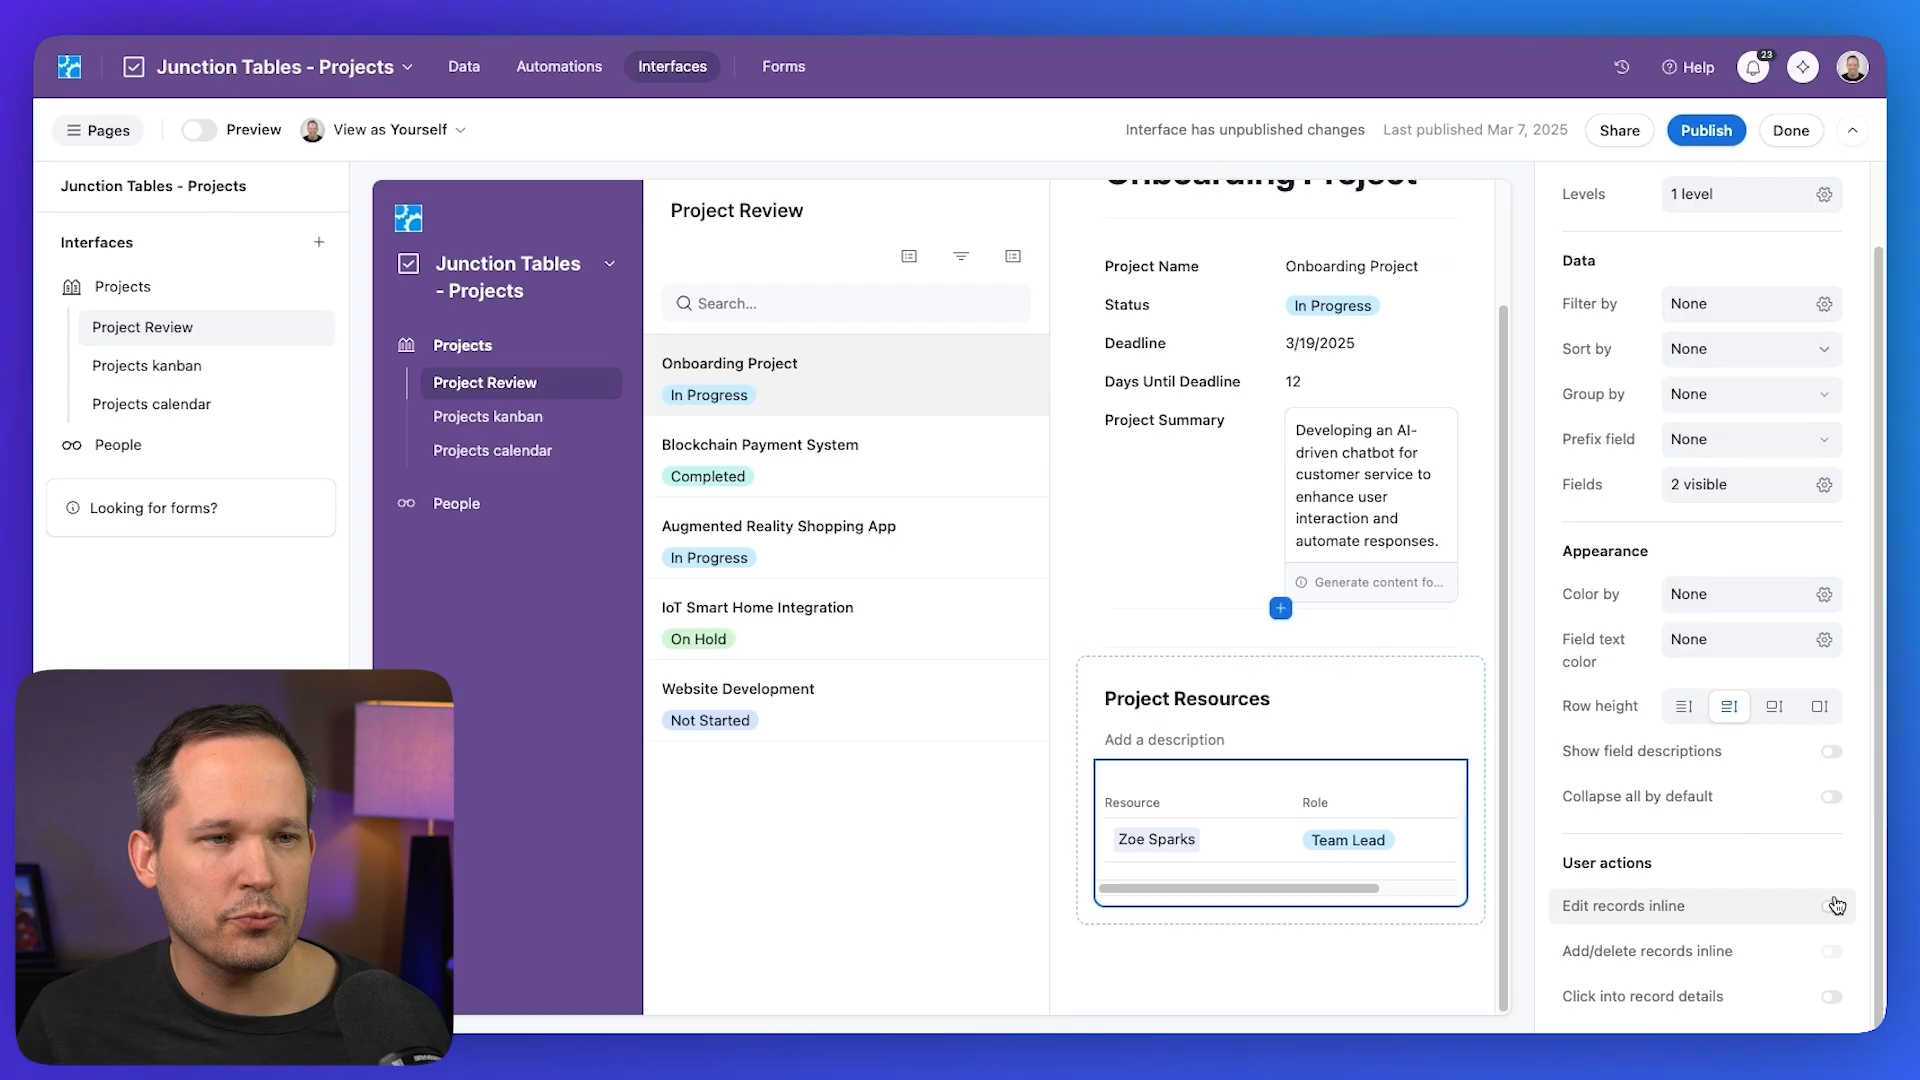 Junction Tables - Projects
Data
Automations
Interfaces
Forms
Help
23
Pages
Preview
View as Yourself
Interface has unpublished changes
Last published Mar 7, 2025
Share
Publish
Done
Junction Tables - Projects
Interfaces
Projects
Project Review
Projects kanban
Projects calendar
People
Looking for forms?
Junction Tables
- Projects
Projects
Project Review
Projects kanban
Projects calendar
People
Project Review
Search...
Onboarding Project
In Progress
Blockchain Payment System
Completed
Augmented Reality Shopping App
In Progress
IoT Smart Home Integration
On Hold
Website Development
Not Started
Onboarding Project
Project Name
Onboarding Project
Status
In Progress
Deadline
3/19/2025
Days Until Deadline
12
Project Summary
Developing an AI-
driven chatbot for
customer service to
enhance user
interaction and
automate responses.
Generate content fo...
Project Resources
Add a description
Resource
Role
Zoe Sparks
Team Lead
Levels
1 level
Data
Filter by
None
Sort by
None
Group by
None
Prefix field
None
Fields
2 visible
Appearance
Color by
None
Field text
color
None
Row height
Show field descriptions
Collapse all by default
User actions
Edit records inline
Add/delete records inline
Click into record details